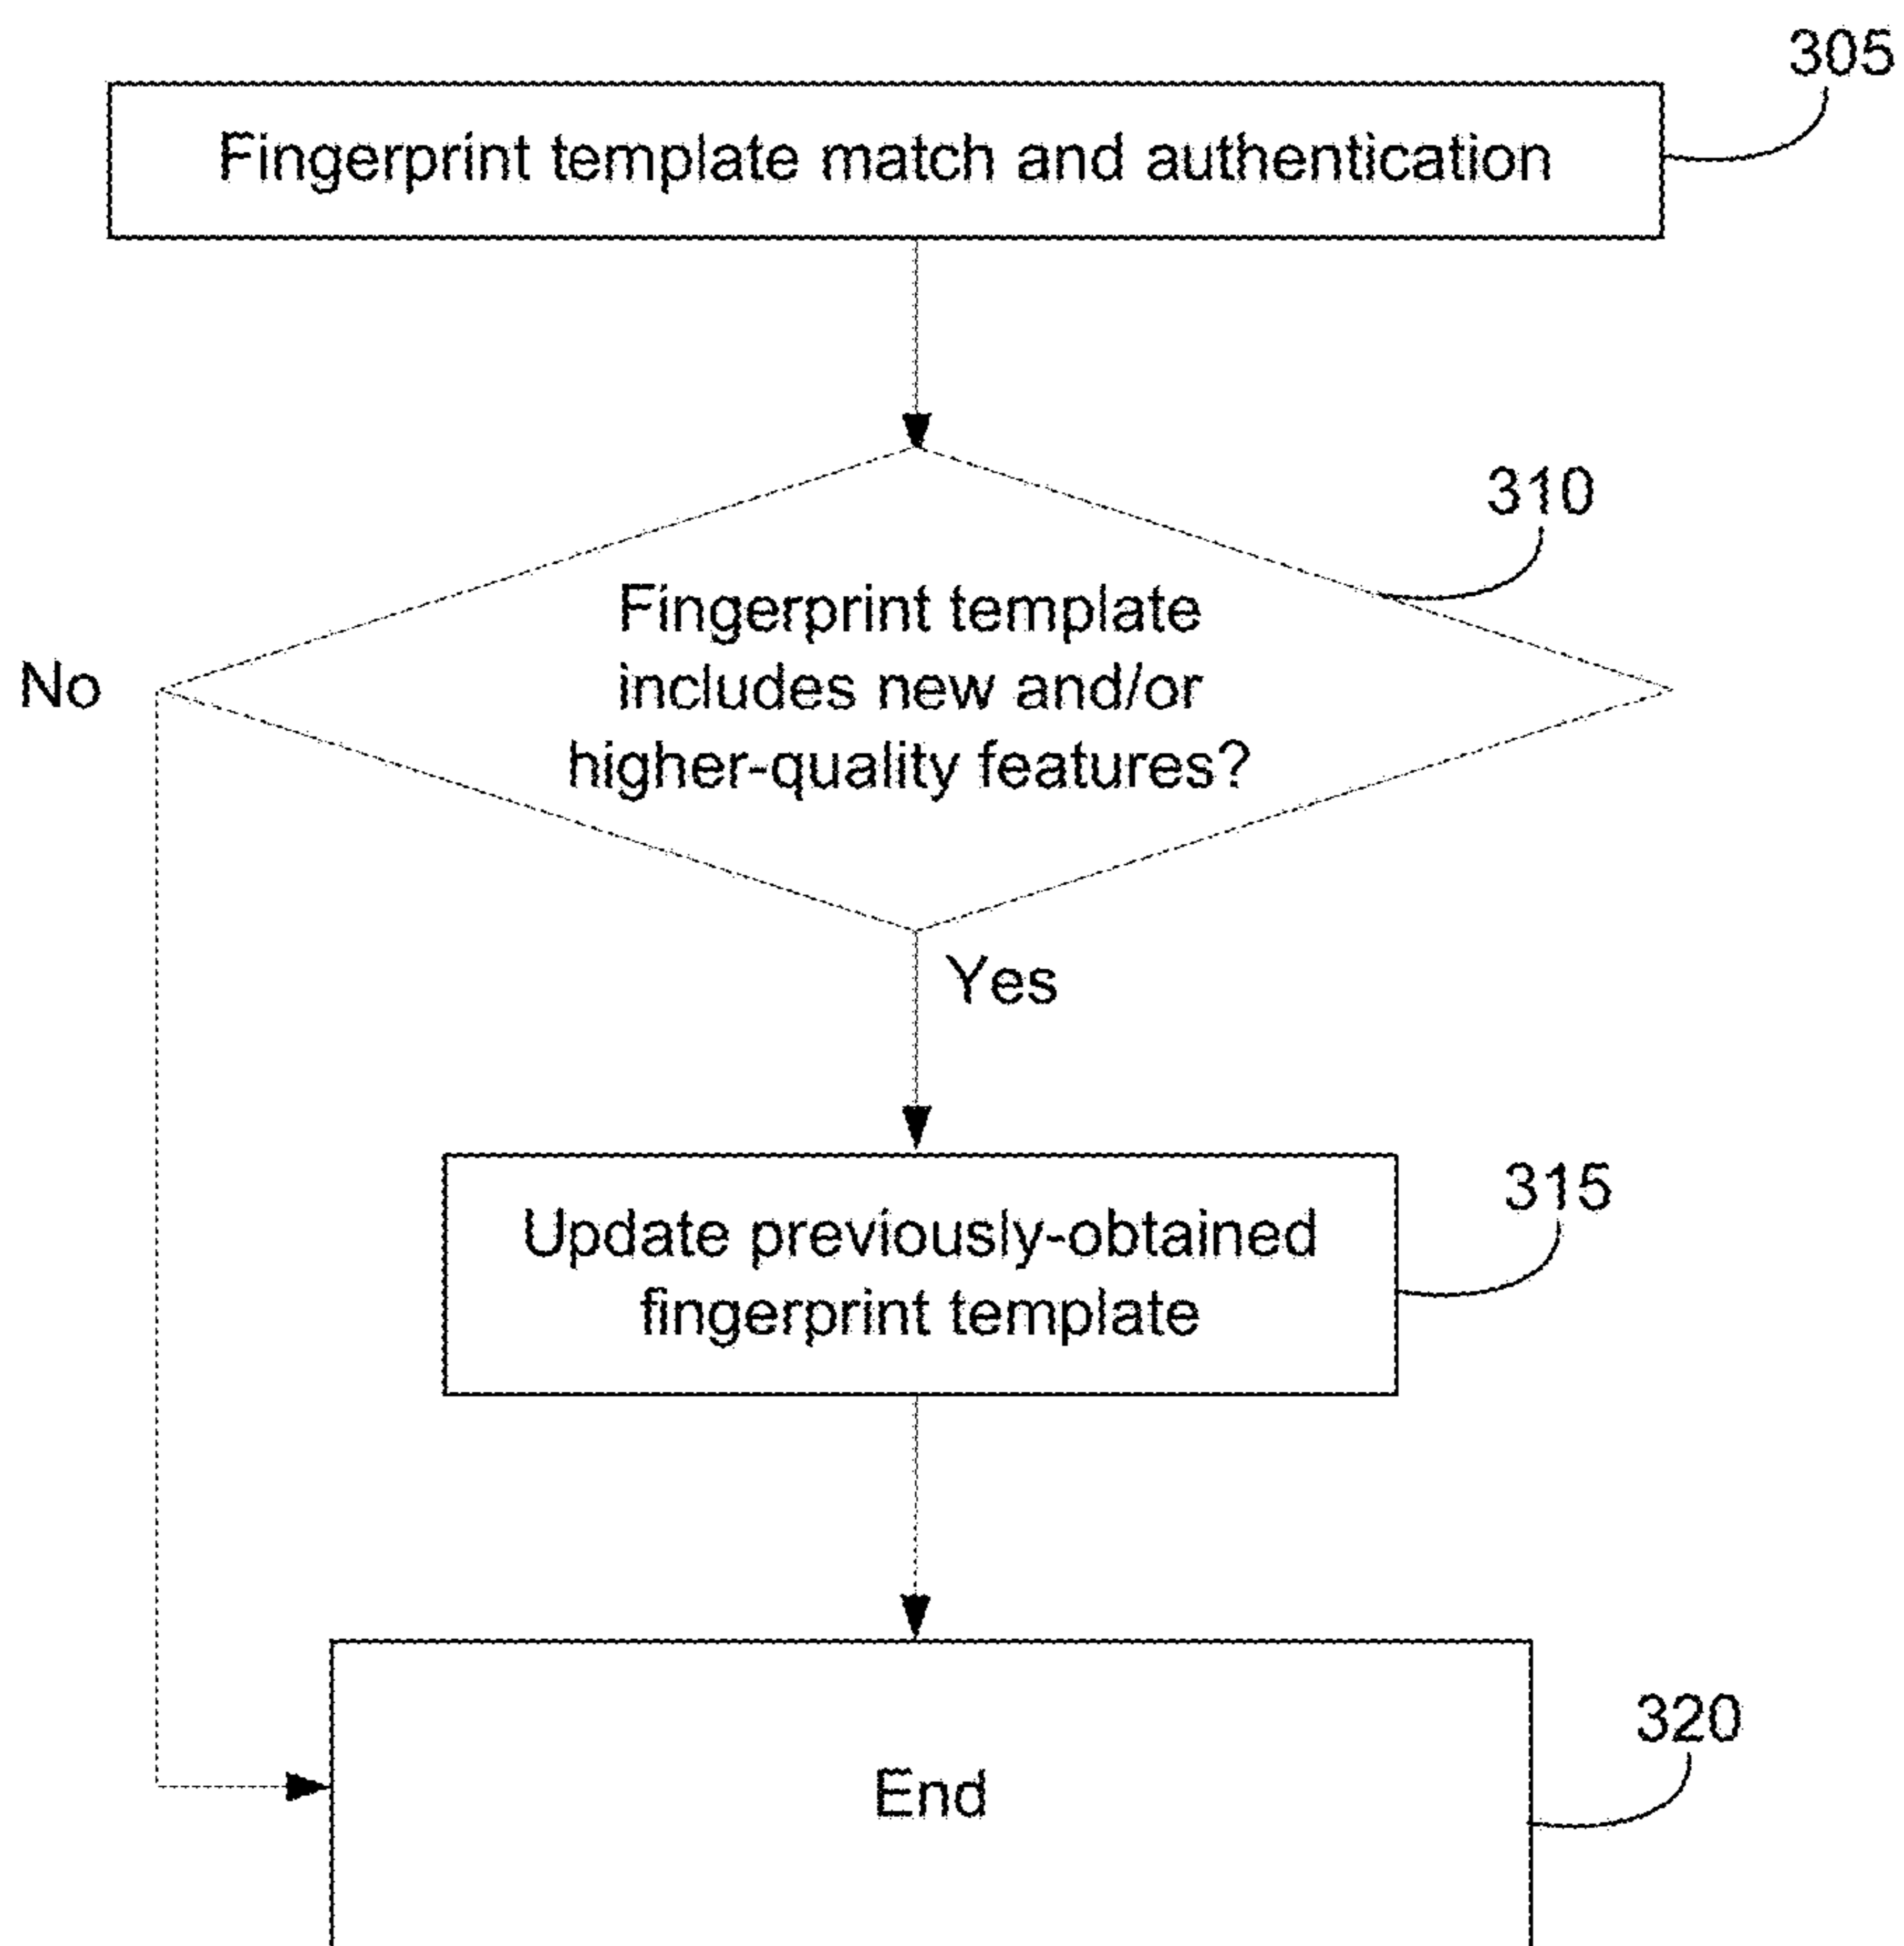 305
Fingerprint template match and authentication
310
Fingerprint template
includes new and/or
higher-quality features?
No
Yes
315
Update previously-obtained
fingerprint template
320
End